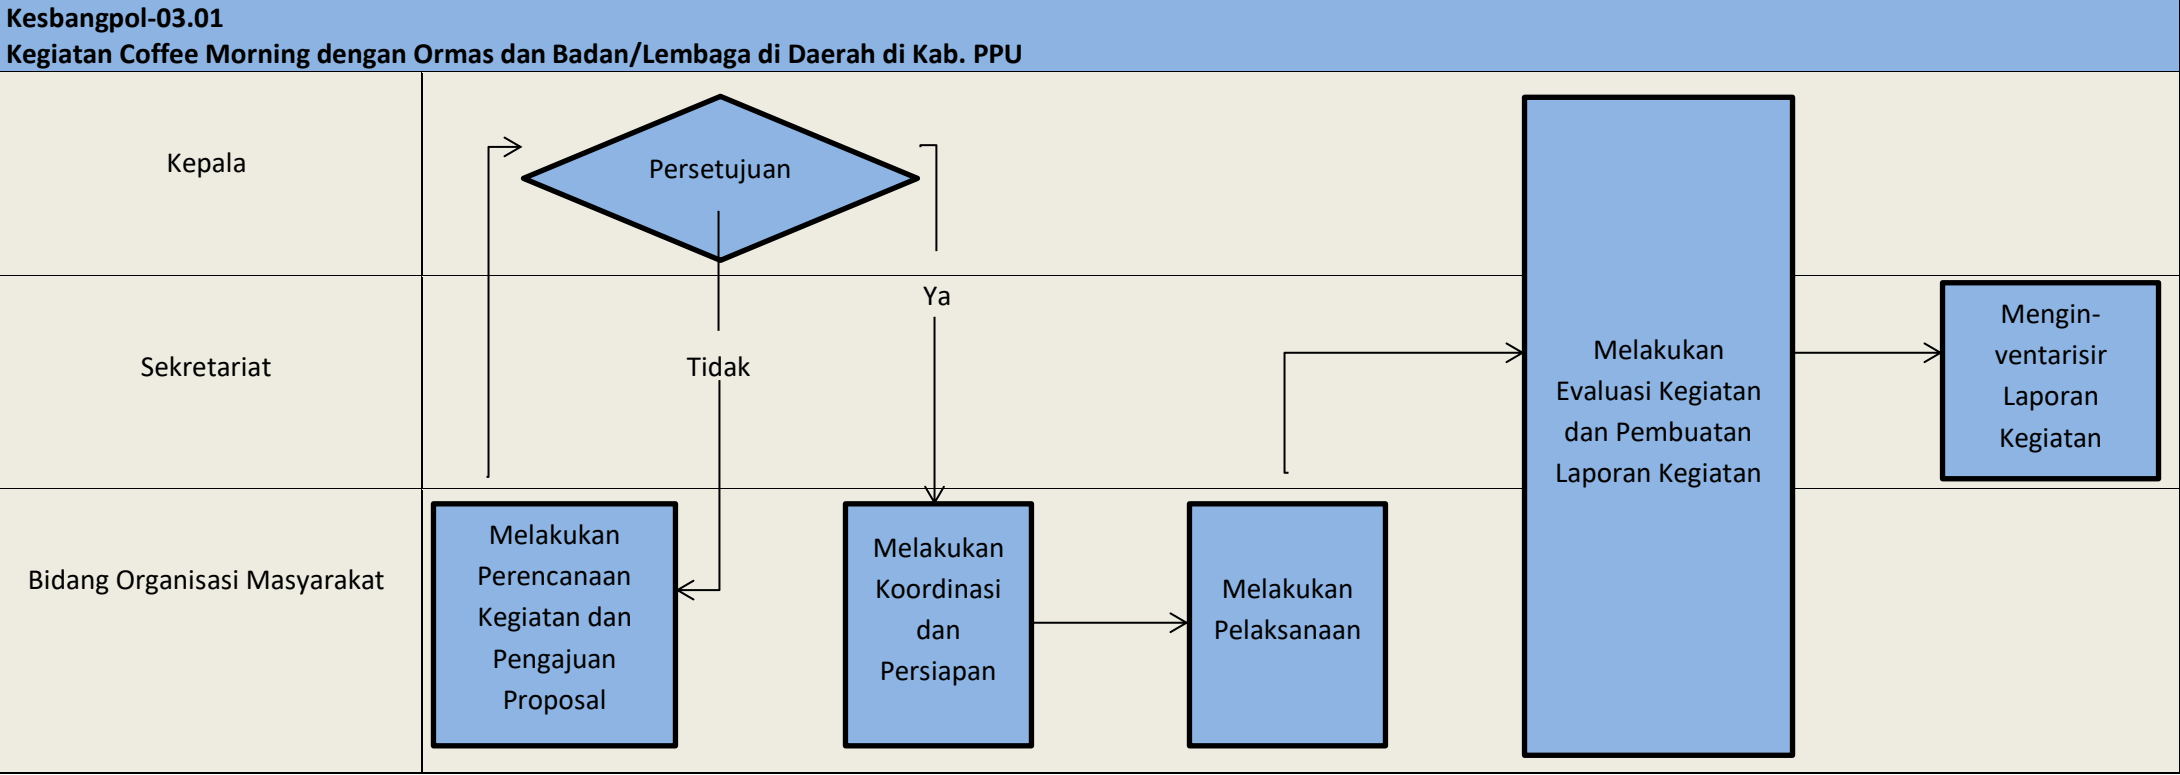 Kesbangpol-03.01
Kegiatan Coffee Morning dengan Ormas dan Badan/Lembaga di Daerah di Kab. PPU
Kepala
Persetujuan
Sekretariat
Ya
Tidak
Melakukan
Evaluasi Kegiatan
dan Pembuatan
Laporan Kegiatan
Mengin-
ventarisir
Laporan
Kegiatan
Bidang Organisasi Masyarakat
Melakukan
Perencanaan
Kegiatan dan
Pengajuan
Proposal
Melakukan
Koordinasi
dan
Persiapan
Melakukan
Pelaksanaan